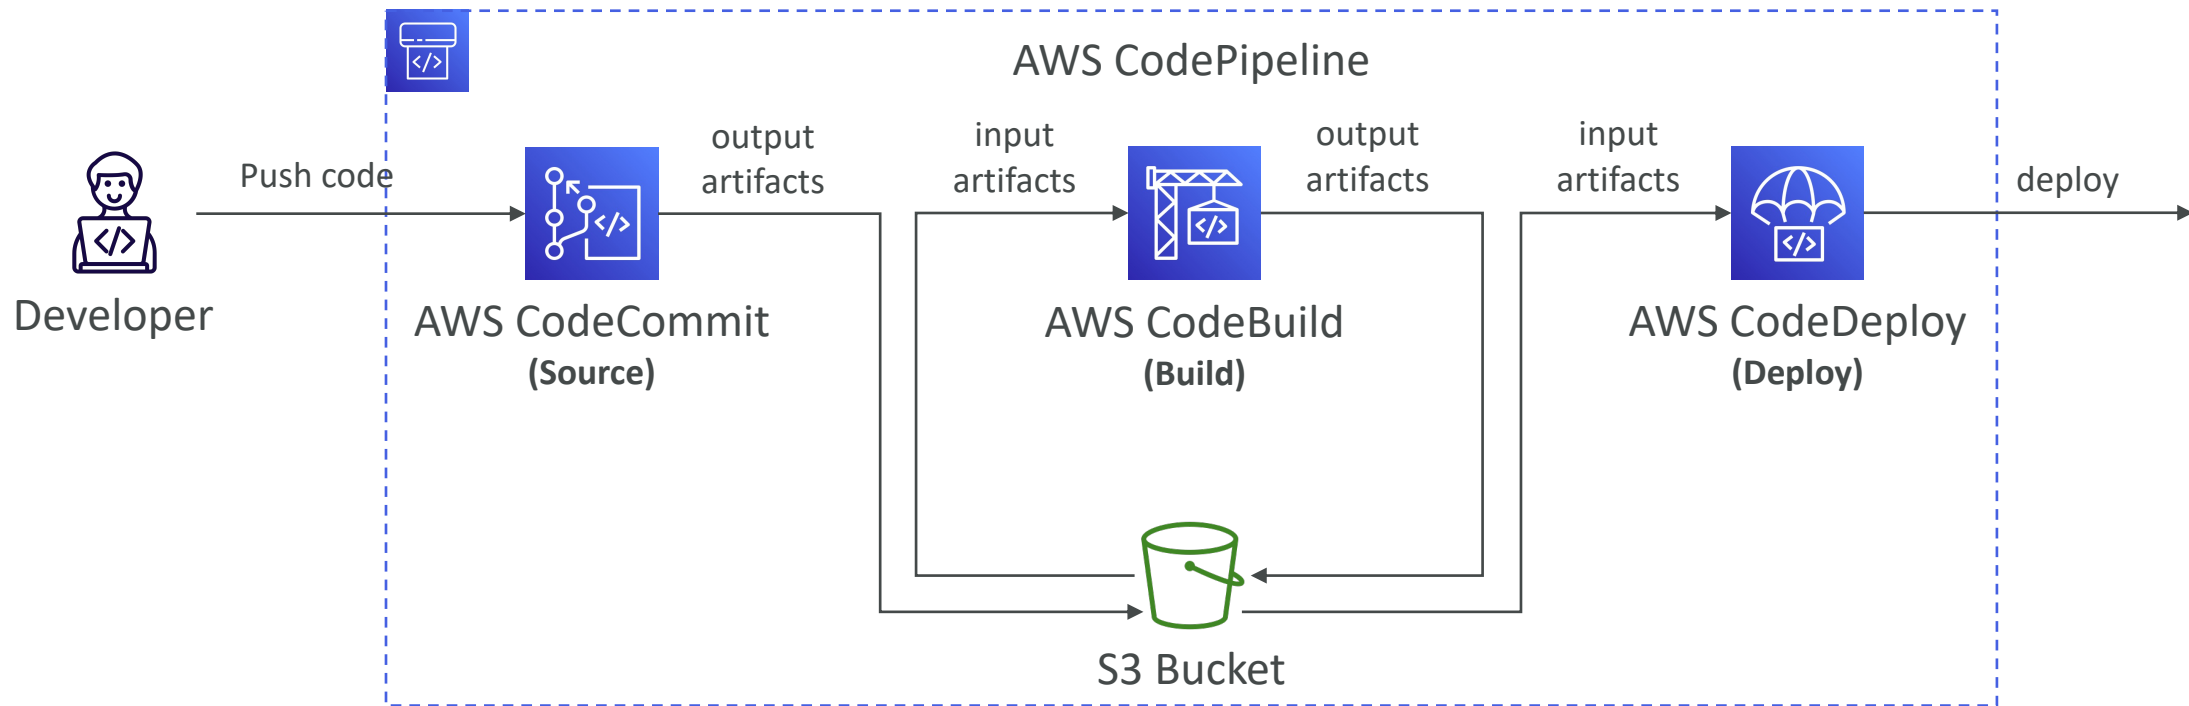 AWS CodePipeline
Push code
output
artifacts
input
artifacts
output
artifacts
input
artifacts
deploy
</>
</>
</>
</>
</>
Developer
AWS CodeCommit
(Source)
AWS CodeBuild
(Build)
AWS CodeDeploy
(Deploy)
S3 Bucket